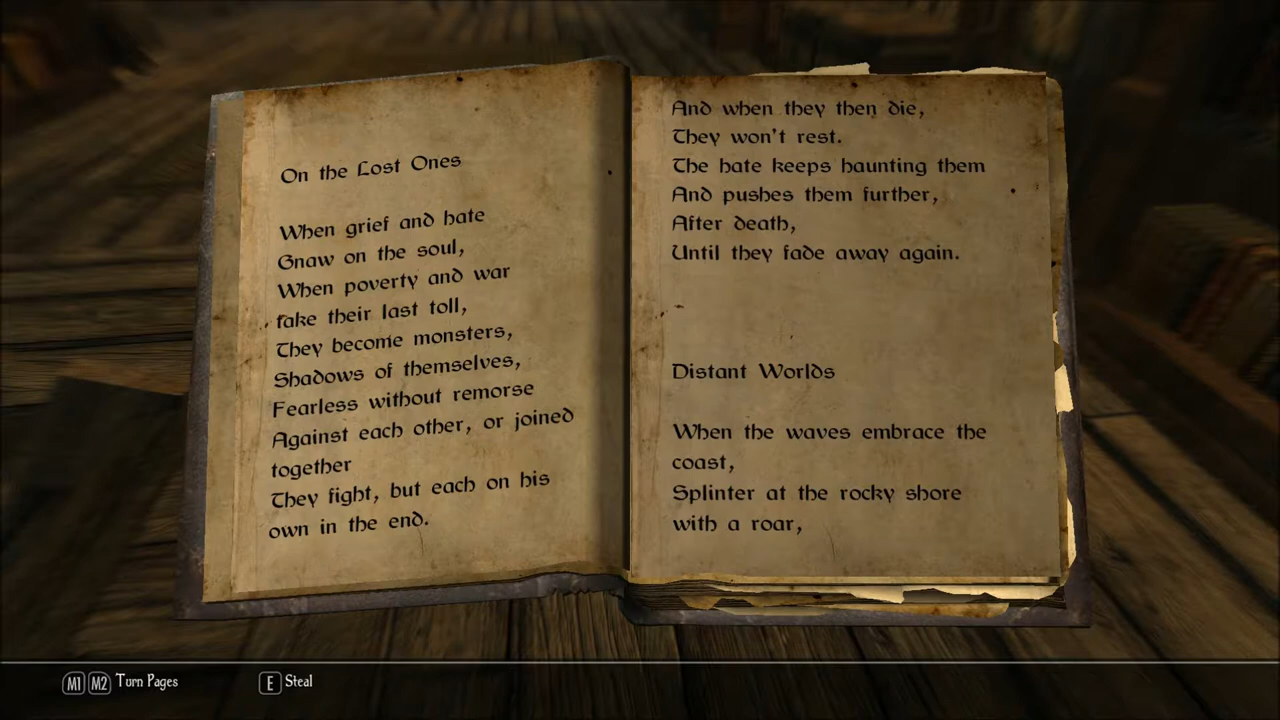 On the Lost Ones
When grief and hate
Gnaw on the soul,
When poverty and war
take their last toll,
They become monsters,
Shadows of themselves,
Fearless without remorse
Against each other, or joined
together
They fight, but each on his
own in the end.
And when they then die,
They won't rest.
The hate keeps haunting them
And pushes them further,
After death,
Until they fade away again.
Distant Worlds
When the waves embrace the
coast,
Splinter at the rocky shore
with a roar,
M1 M2 Turn Pages
E Steal